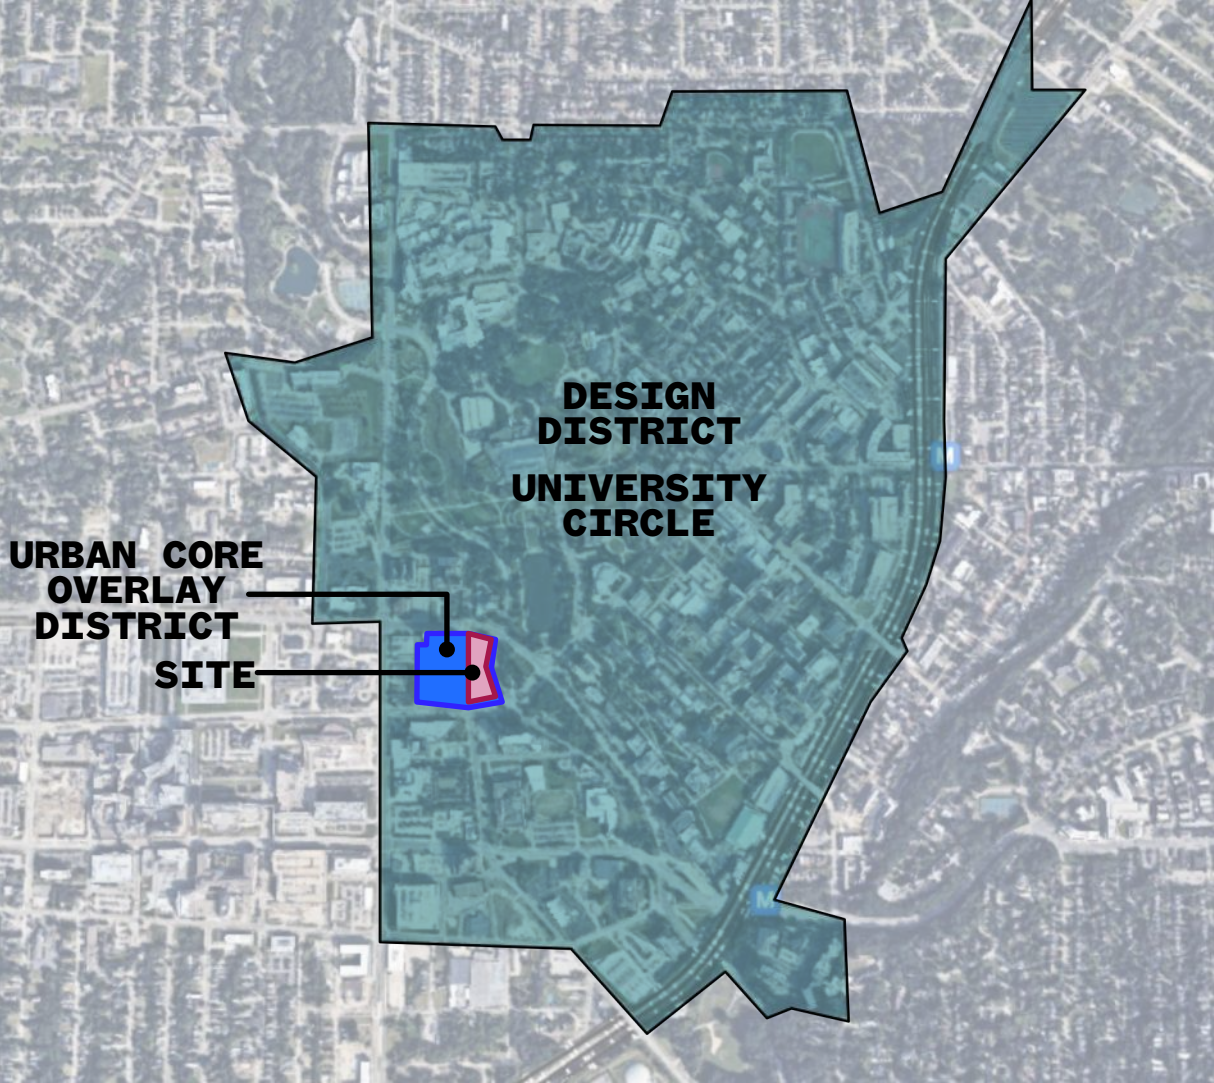 DESIGN
DISTRICT
UNIVERSITY
CIRCLE
URBAN CORE
OVERLAY
DISTRICT
SITE
M